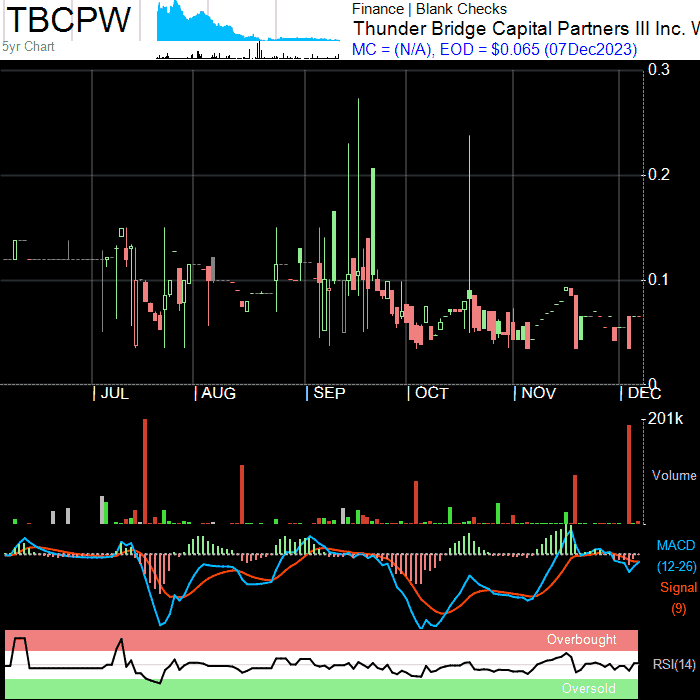 TBCPW
5yr Chart
Finance | Blank Checks
Thunder Bridge Capital Partners III Inc. W
MC = (N/A), EOD = $0.065 (07Dec2023)
0.3
0.2
0.1
0
| JUL
| AUG
| SEP
| OCT
| NOV
| DEC
201k
Volume
MACD
(12-26)
Signal
(9)
Overbought
RSI(14)
Oversold